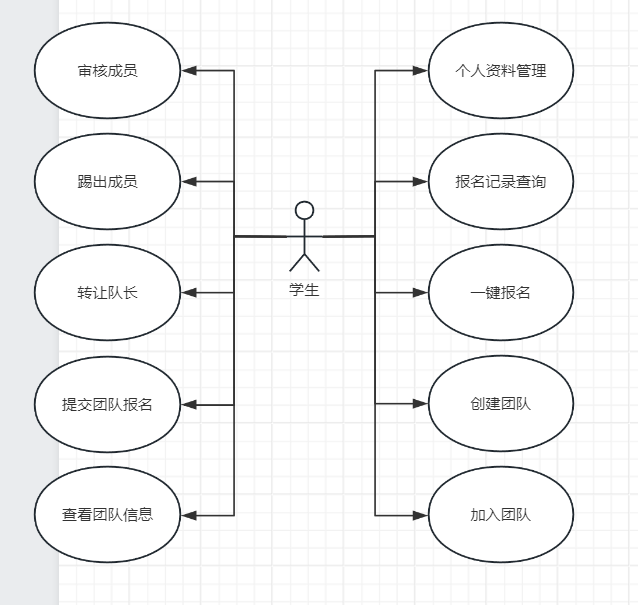 审核成员
踢出成员
转让队长
提交团队报名
查看团队信息
学生
个人资料管理
报名记录查询
一键报名
创建团队
加入团队